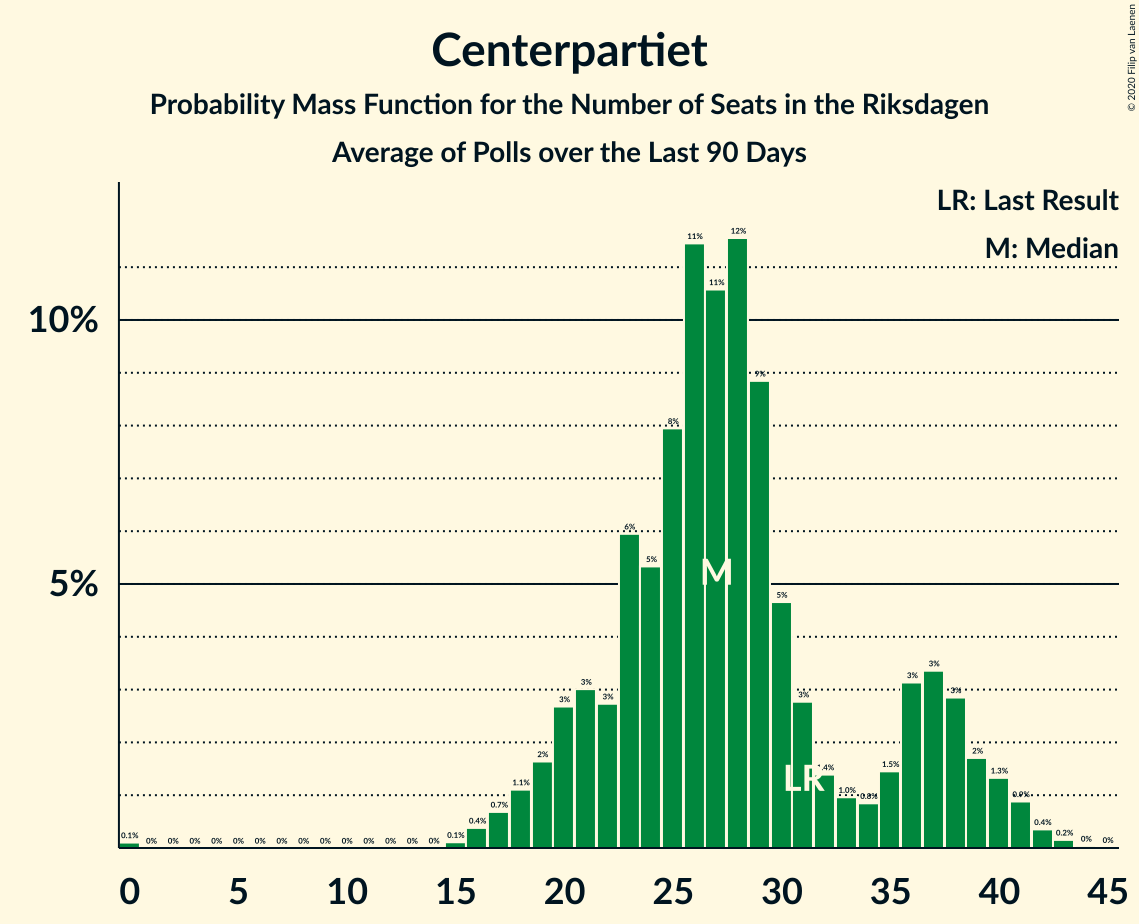 Centerpartiet
Probability Mass Function for the Number of Seats in the Riksdagen
Average of Polls over the Last 90 Days
© 2020 Filip van Laenen
LR: Last Result
M: Median
10%
5%
0.1% 0% 0% 0% 0% 0% 0% 0% 0% 0% 0% 0% 0% 0% 0% 0.1% 0.4% 0.7% 1.1% 2% 3% 3% 3% 6% 5% 8% 11% 11% 12% 9% 5% 3% 1.4% 1.0% 0.8% 1.5% 3% 3% 3% 2% 1.3% 0.9% 0.4% 0.2% 0% 0%
M
LR
0 5 10 15 20 25 30 35 40 45